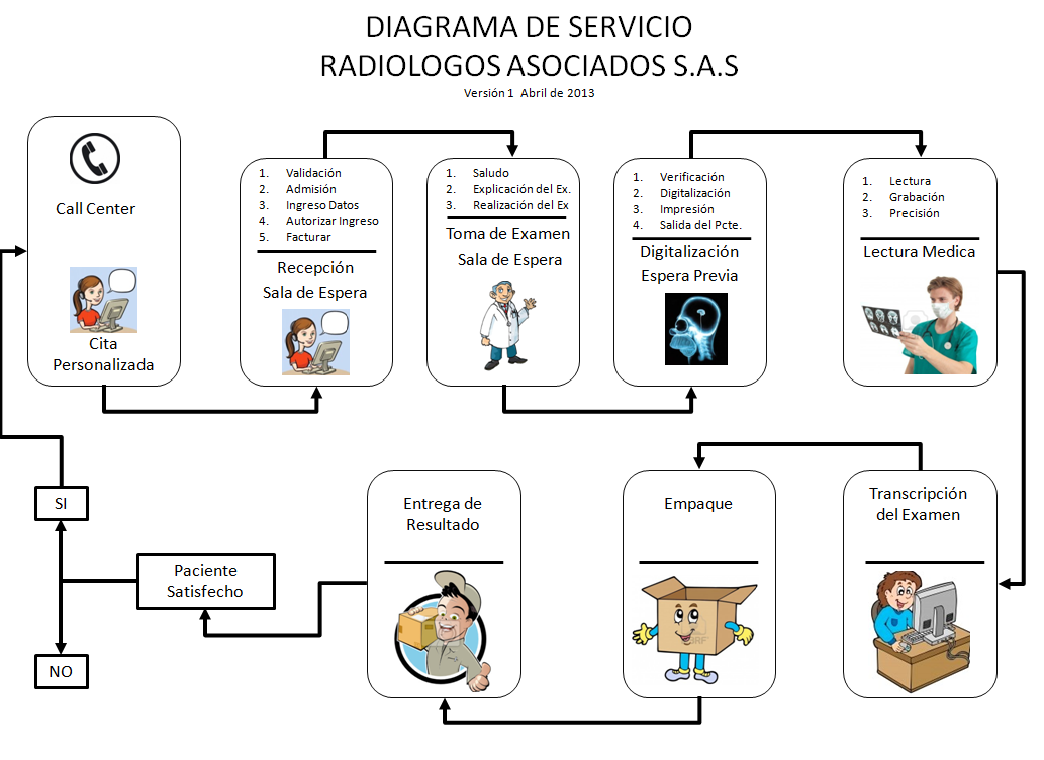 DIAGRAMA DE SERVICIO
RADIOLOGOS ASOCIADOS S.A.S
Versión 1 Abril de 2013
Call Center
Cita
Personalizada
1. Validación
2. Admisión
3. Ingreso Datos
4. Autorizar Ingreso
5. Facturar
Recepción
Sala de Espera
1. Saludo
2. Explicación del Ex.
3. Realización del Ex
Toma de Examen
Sala de Espera
1. Verificación
2. Digitalización
3. Impresión
4. Salida del Pcte.
Digitalización
Espera Previa
1. Lectura
2. Grabación
3. Precisión
Lectura Medica
Transcripción
del Examen
Empaque
Entrega de
Resultado
Paciente
Satisfecho
SI
NO